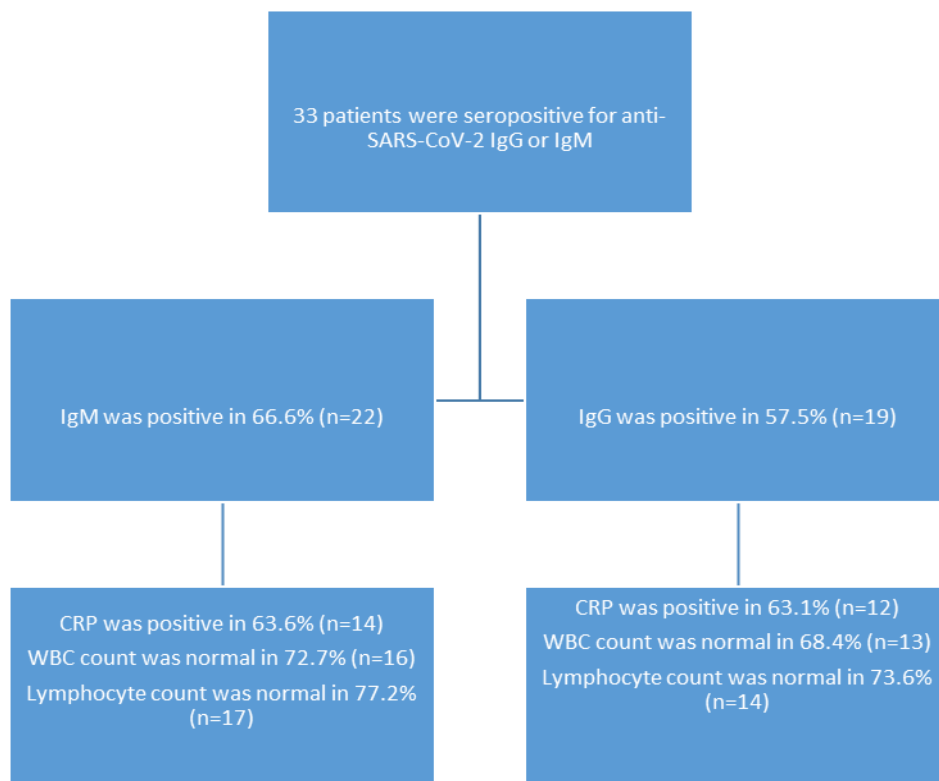 33 patients were seropositive for anti-
SARS-CoV-2 IgG or IgM
IgM was positive in 66.6% (n=22)
IgG was positive in 57.5% (n=19)
CRP was positive in 63.6% (n=14)
WBC count was normal in 72.7% (n=16)
Lymphocyte count was normal in 77.2%
(n=17)
CRP was positive in 63.1% (n=12)
WBC count was normal in 68.4% (n=13)
Lymphocyte count was normal in 73.6%
(n=14)